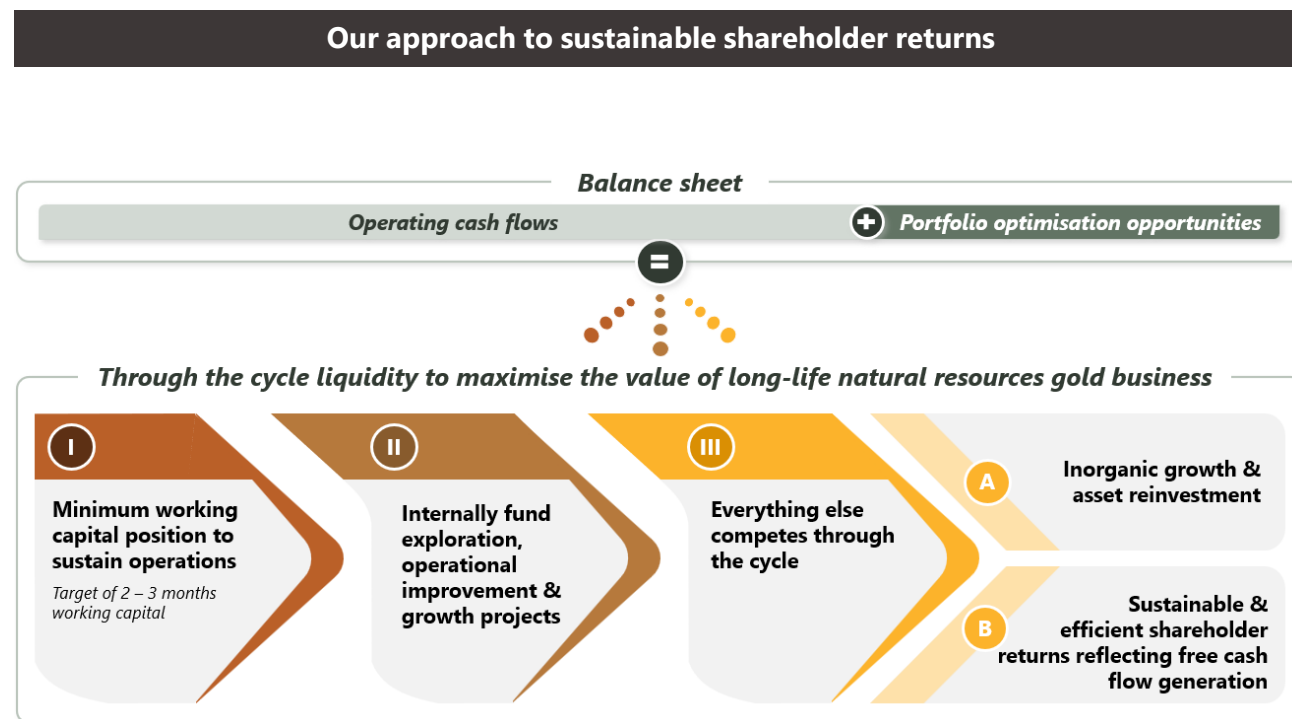 Our approach to sustainable shareholder returns
Balance sheet
Operating cash flows
+
Portfolio optimisation opportunities
=
Through the cycle liquidity to maximise the value of long-life natural resources gold business
I
Minimum working
capital position to
sustain operations
Target of 2 – 3 months
working capital
II
Internally fund
exploration,
operational
improvement &
growth projects
III
Everything else
competes through
the cycle
A
Inorganic growth &
asset reinvestment
B
Sustainable &
efficient shareholder
returns reflecting free cash
flow generation